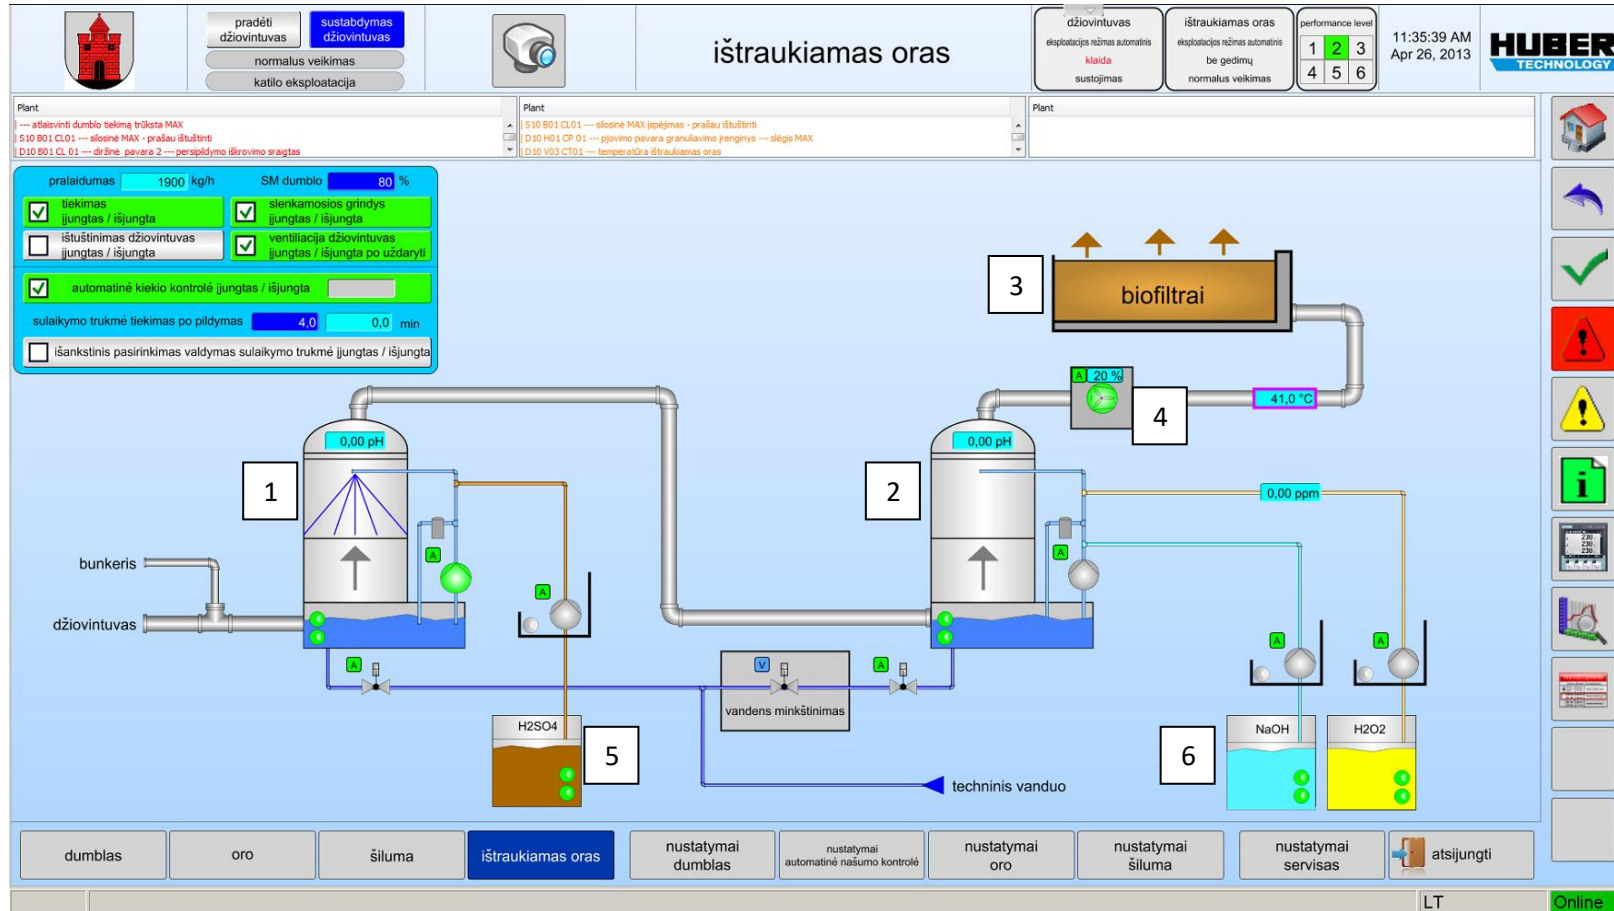 pradėti
džiovintuvas
sustabdymas
džiovintuvas
normalus veikimas
katilo eksploatacija
ištraukiamas oras
džiovintuvas
eksploatacijos režimas automatinis
klaida
sustojimas
ištraukiamas oras
eksploatacijos režimas automatinis
be gedimų
normalus veikimas
performance level
1 2 3
4 5 6
11:35:39 AM
Apr 26, 2013
HUBER
TECHNOLOGY
Plant
| --- atlaisvinti dumblo tiekimą trūksta MAX
| S10 B01 CL01 --- silosinė MAX - prašau ištuštinti
| D10 B01 CL 01 --- diržinė pavara 2 --- persipildymo iškrovimo sraigtas
Plant
| S10 B01 CL01 --- silosinė MAX įspėjimas - prašau ištuštinti
| D10 H01 CP 01 --- pjovimo pavara granuliavimo įrenginys --- slėgis MAX
| D10 V03 CT01 --- temperatūra ištraukiamas oras
Plant
pralaidumas 1900 kg/h SM dumblo 80 %
tiekimas
įjungtas / išjungta
slenkamosios grindys
įjungtas / išjungta
ištuštinimas džiovintuvas
įjungtas / išjungta
ventiliacija džiovintuvas
įjungtas / išjungta po uždaryti
automatinė kiekio kontrolė įjungtas / išjungta
sulaikymo trukmė tiekimas po pildymas 4,0 0,0 min
išankstinis pasirinkimas valdymas sulaikymo trukmė įjungtas / išjungta
3
biofiltrai
A 20 %
4
41,0 °C
0,00 pH
0,00 pH
1
2
0,00 ppm
A
A
bunkeris
A
džiovintuvas
A
A
A
V
A
vandens minkštinimas
H2SO4
5
6
NaOH
H2O2
techninis vanduo
dumblas
oro
šiluma
ištraukiamas oras
nustatymai
dumblas
nustatymai
automatinė našumo kontrolė
nustatymai
oro
nustatymai
šiluma
nustatymai
servisas
atsijungti
LT
Online